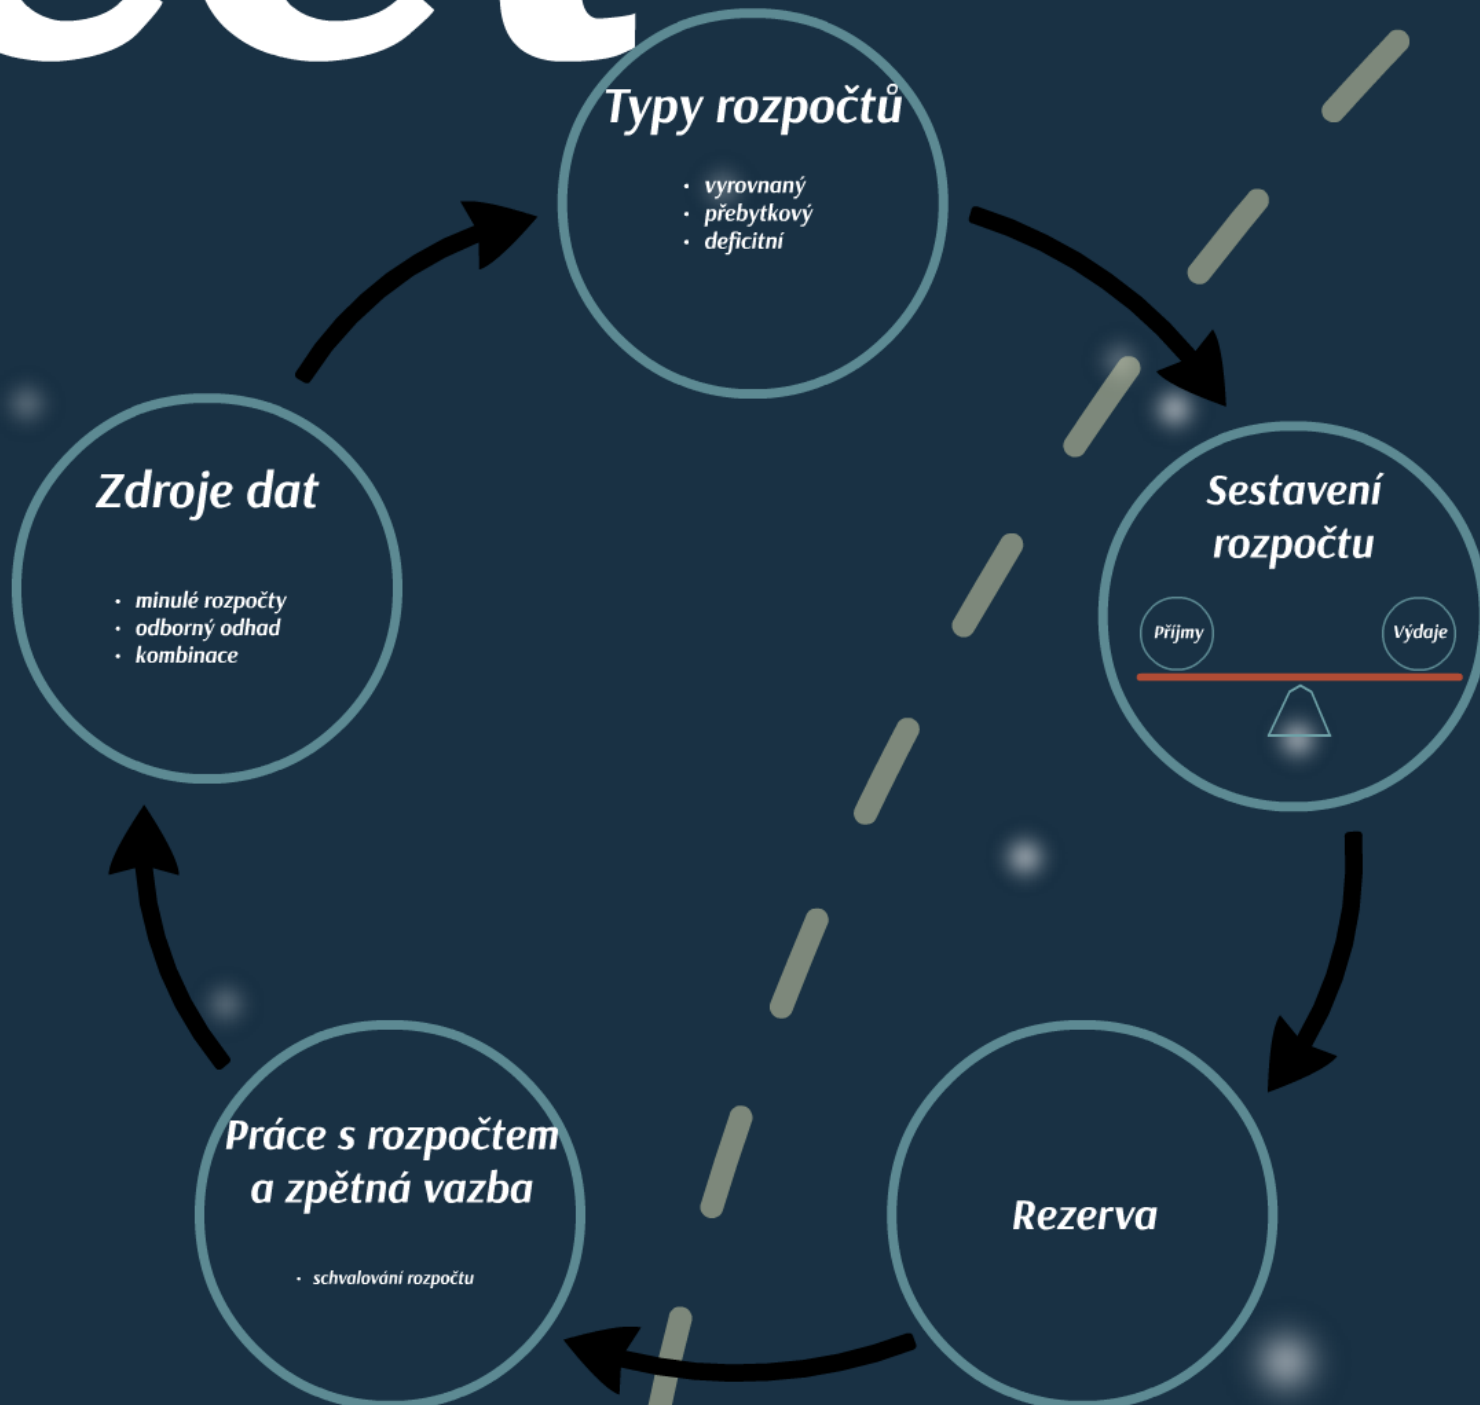 Typy rozpočtů
• vyrovnaný
• přebytkový
• deficitní
Zdroje dat
• minulé rozpočty
• odborný odhad
• kombinace
Sestavení
rozpočtu
Příjmy
Výdaje
Práce s rozpočtem
a zpětná vazba
• schvalování rozpočtu
Rezerva